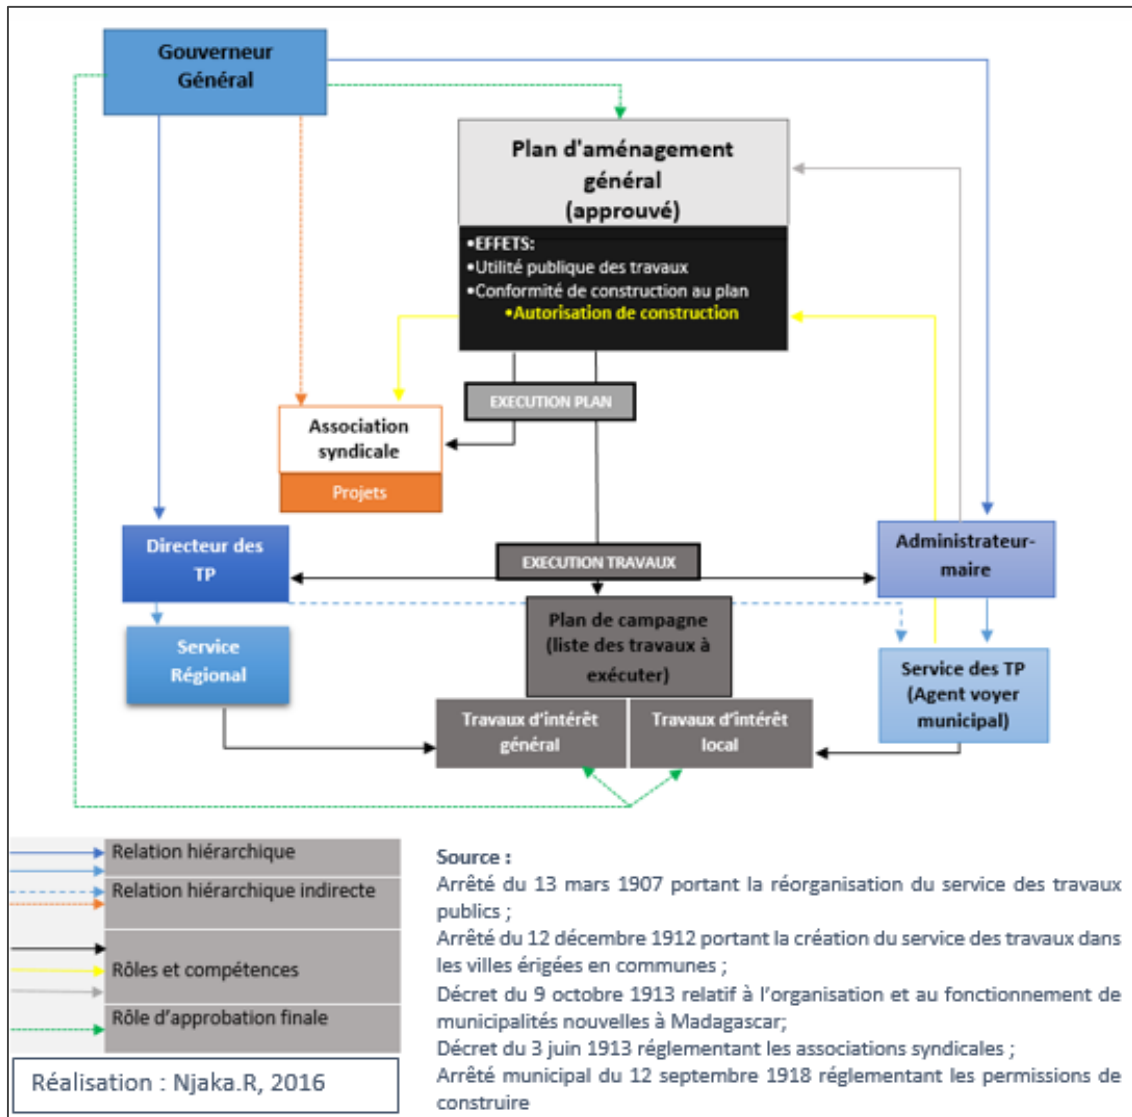 Gouverneur
Général
Plan d'aménagement
général
(approuvé)
•EFFETS:
•Utilité publique des travaux
•Conformité de construction au plan
•Autorisation de construction
EXECUTION PLAN
Association
syndicale
Projets
Directeur des
TP
EXECUTION TRAVAUX
Administrateur-
maire
Service
Régional
Plan de campagne
(liste des travaux à
exécuter)
Service des TP
(Agent voyer
municipal)
Travaux d'intérêt
général
Travaux d'intérêt
local
Relation hiérarchique
Relation hiérarchique indirecte
Rôles et compétences
Rôle d'approbation finale
Réalisation : Njaka.R, 2016
Source :
Arrêté du 13 mars 1907 portant la réorganisation du service des travaux
publics ;
Arrêté du 12 décembre 1912 portant la création du service des travaux dans
les villes érigées en communes ;
Décret du 9 octobre 1913 relatif à l'organisation et au fonctionnement de
municipalités nouvelles à Madagascar;
Décret du 3 juin 1913 réglementant les associations syndicales ;
Arrêté municipal du 12 septembre 1918 réglementant les permissions de
construire